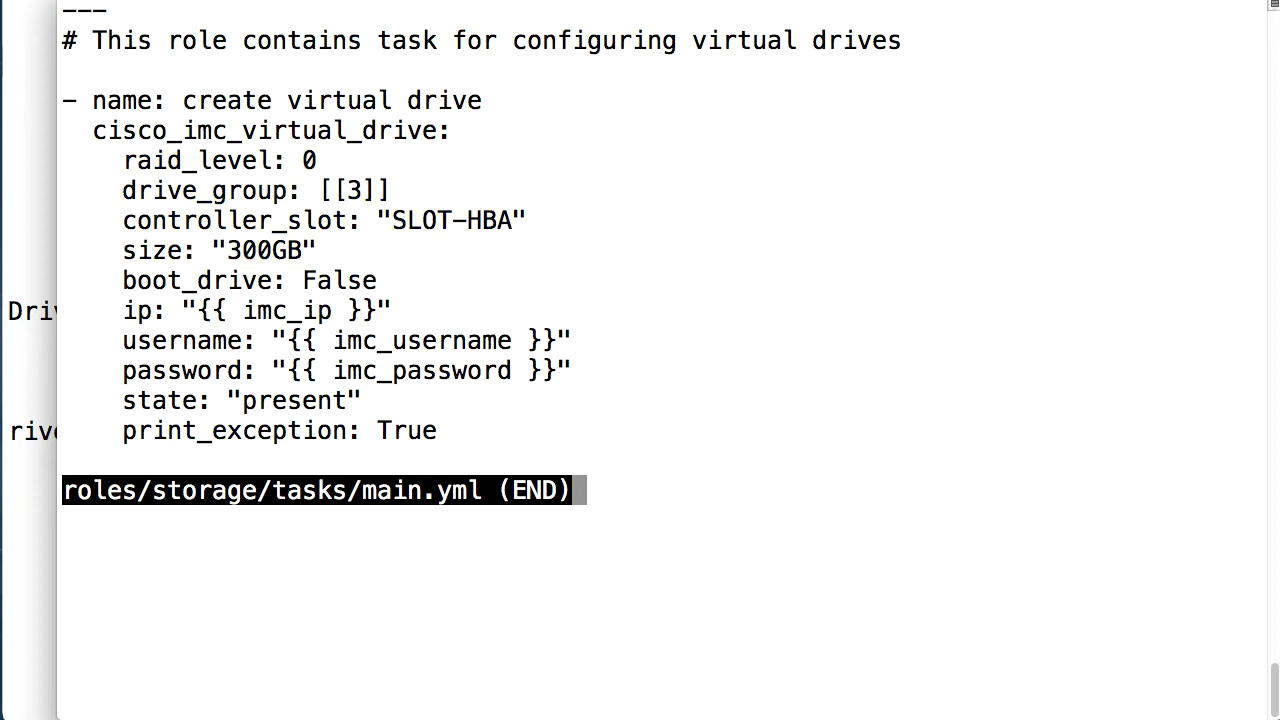 ---
# This role contains task for configuring virtual drives
- name: create virtual drive
cisco_imc_virtual_drive:
raid_level: 0
drive_group: [[3]]
controller_slot: "SLOT-HBA"
size: "300GB"
boot_drive: False
Driv
ip: "{{ imc_ip }}"
username: "{{ imc_username }}"
password: "{{ imc_password }}"
state: "present"
rive
print_exception: True
roles/storage/tasks/main.yml (END)